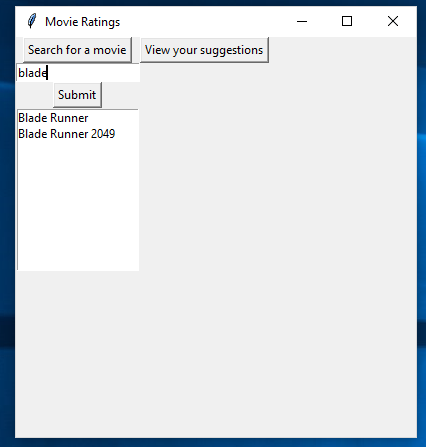 Movie Ratings
Search for a movie View your suggestions
blade
Submit
Blade Runner
Blade Runner 2049